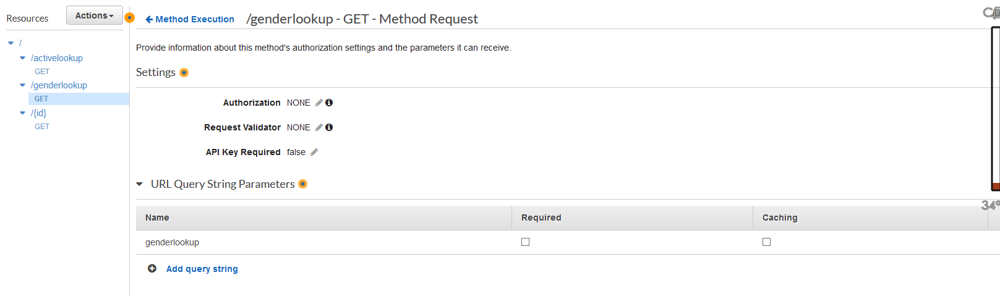 Resources
Actions
/
/activelookup
GET
/genderlookup
GET
/{id}
GET
Method Execution /genderlookup - GET - Method Request
Provide information about this method's authorization settings and the parameters it can receive.
Settings
Authorization NONE
Request Validator NONE
API Key Required false
URL Query String Parameters
Name Required Caching
genderlookup
Add query string
34°